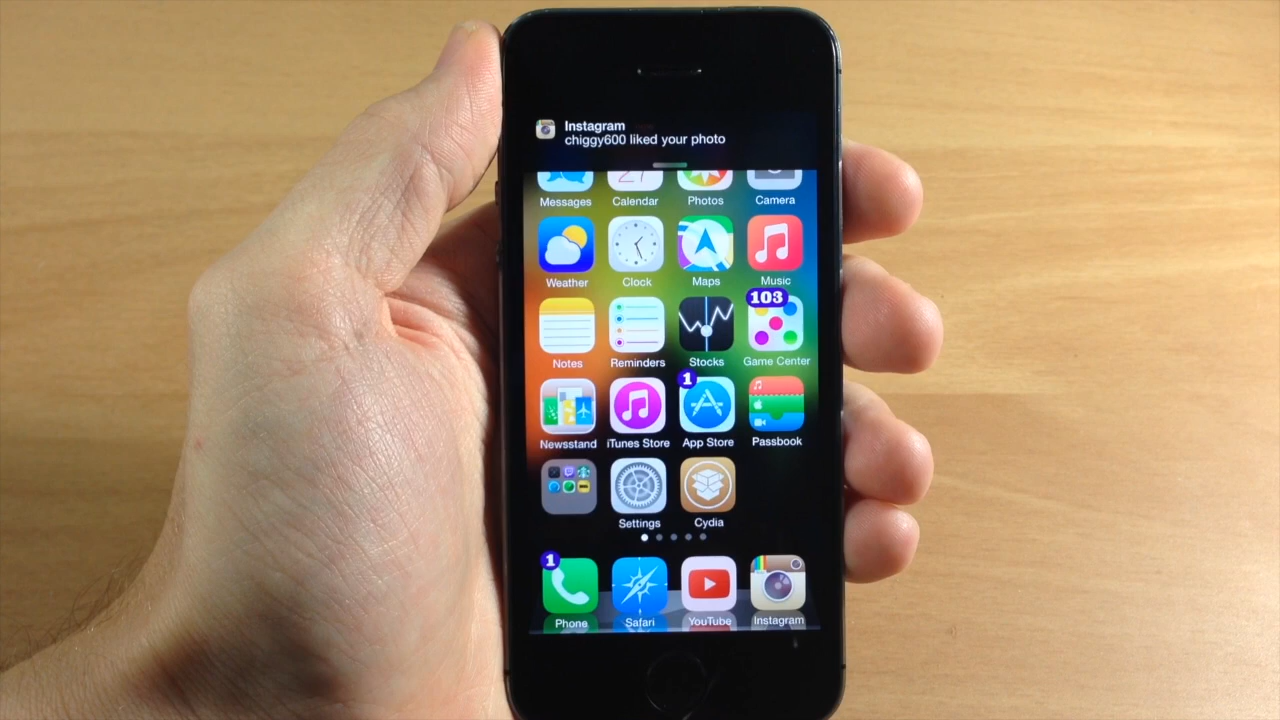 Instagram
chiggy600 liked your photo
27
Messages Calendar Photos Camera
Weather Clock Maps Music
103
Notes Reminders Stocks Game Center
1
Newsstand iTunes Store App Store Passbook
Settings Cydia
1
Phone Safari YouTube Instagram